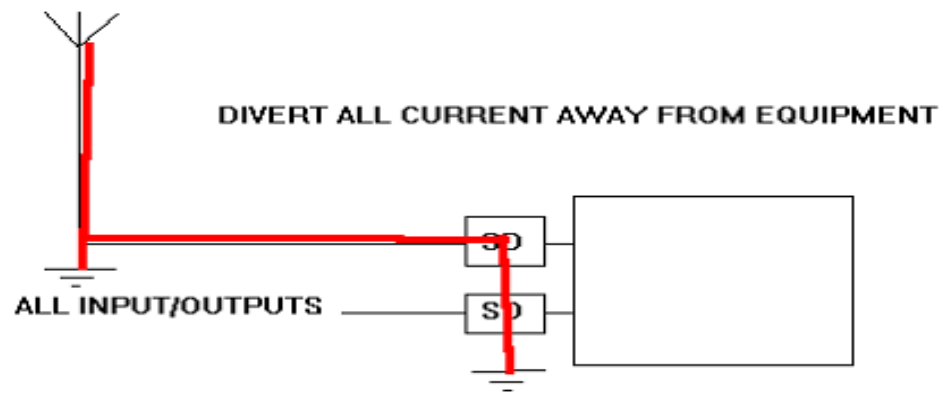 DIVERT ALL CURRENT AWAY FROM EQUIPMENT
SD
ALL INPUT/OUTPUTS
SD